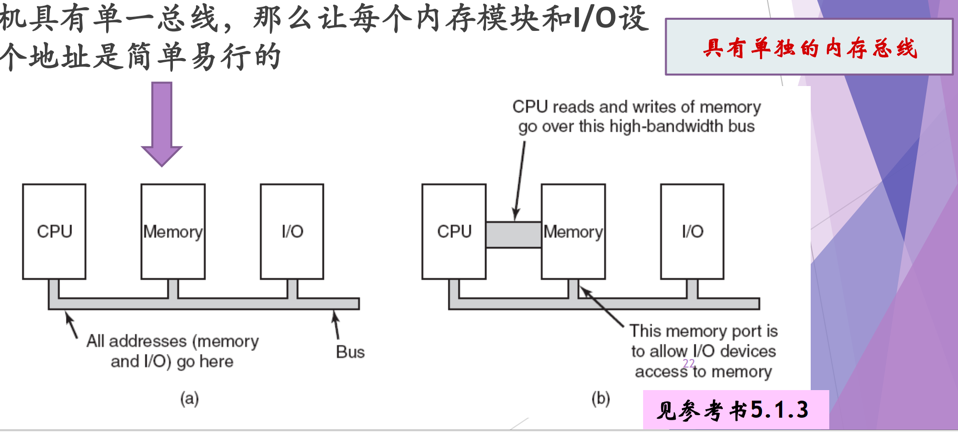 机具有单一总线，那么让每个内存模块和I/O设
个地址是简单易行的
具有单独的内存总线
CPU reads and writes of memory
go over this high-bandwidth bus
CPU
Memory
I/O
CPU
Memory
I/O
All addresses (memory
and I/O) go here
Bus
This memory port is
to allow I/O devices
access to memory
22
(a)
(b)
见参考书5.1.3